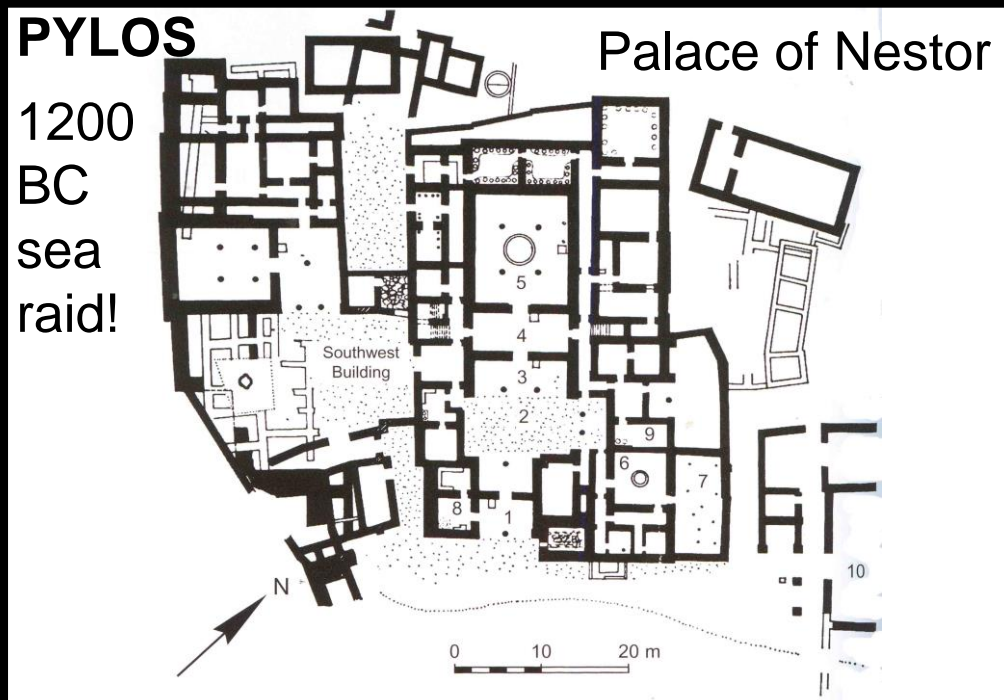 PYLOS
Palace of Nestor
1200
BC
sea
raid!
5
4
Southwest
Building
3
2
9
6
7
8
1
10
N
0 10 20 m